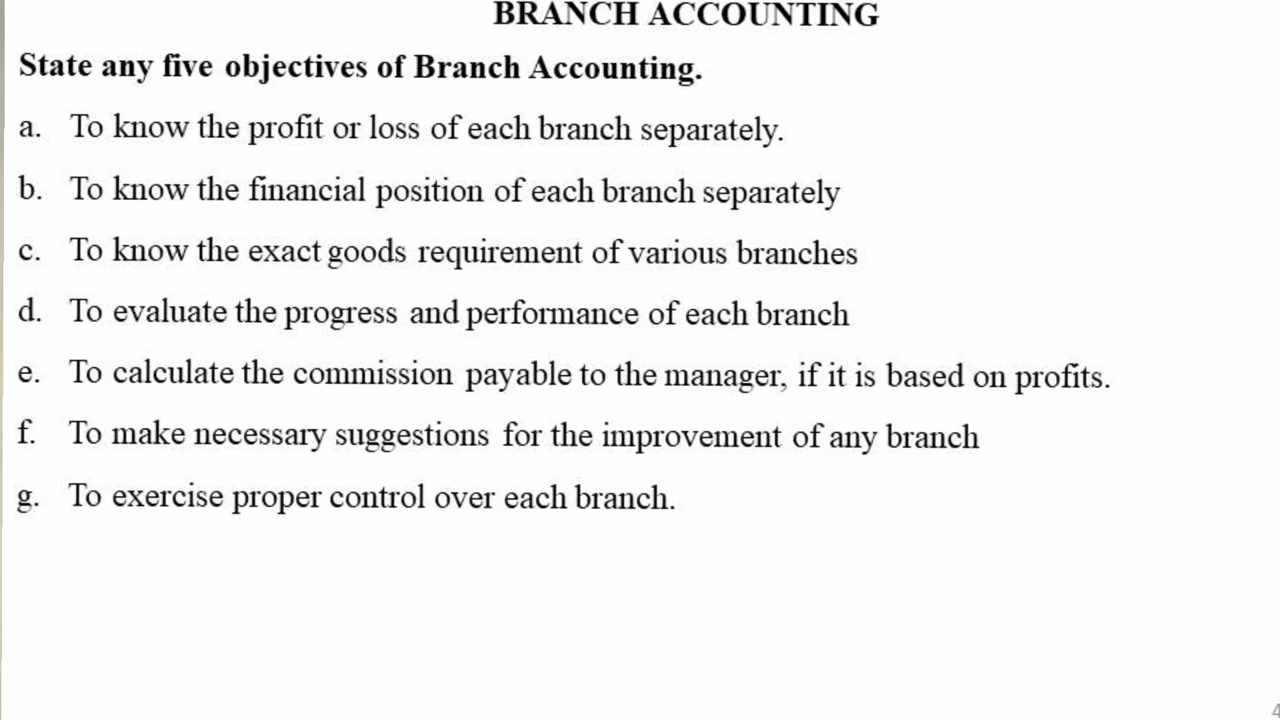 BRANCH ACCOUNTING
State any five objectives of Branch Accounting.
a. To know the profit or loss of each branch separately.
b. To know the financial position of each branch separately
c. To know the exact goods requirement of various branches
d. To evaluate the progress and performance of each branch
e. To calculate the commission payable to the manager, if it is based on profits.
f. To make necessary suggestions for the improvement of any branch
g. To exercise proper control over each branch.